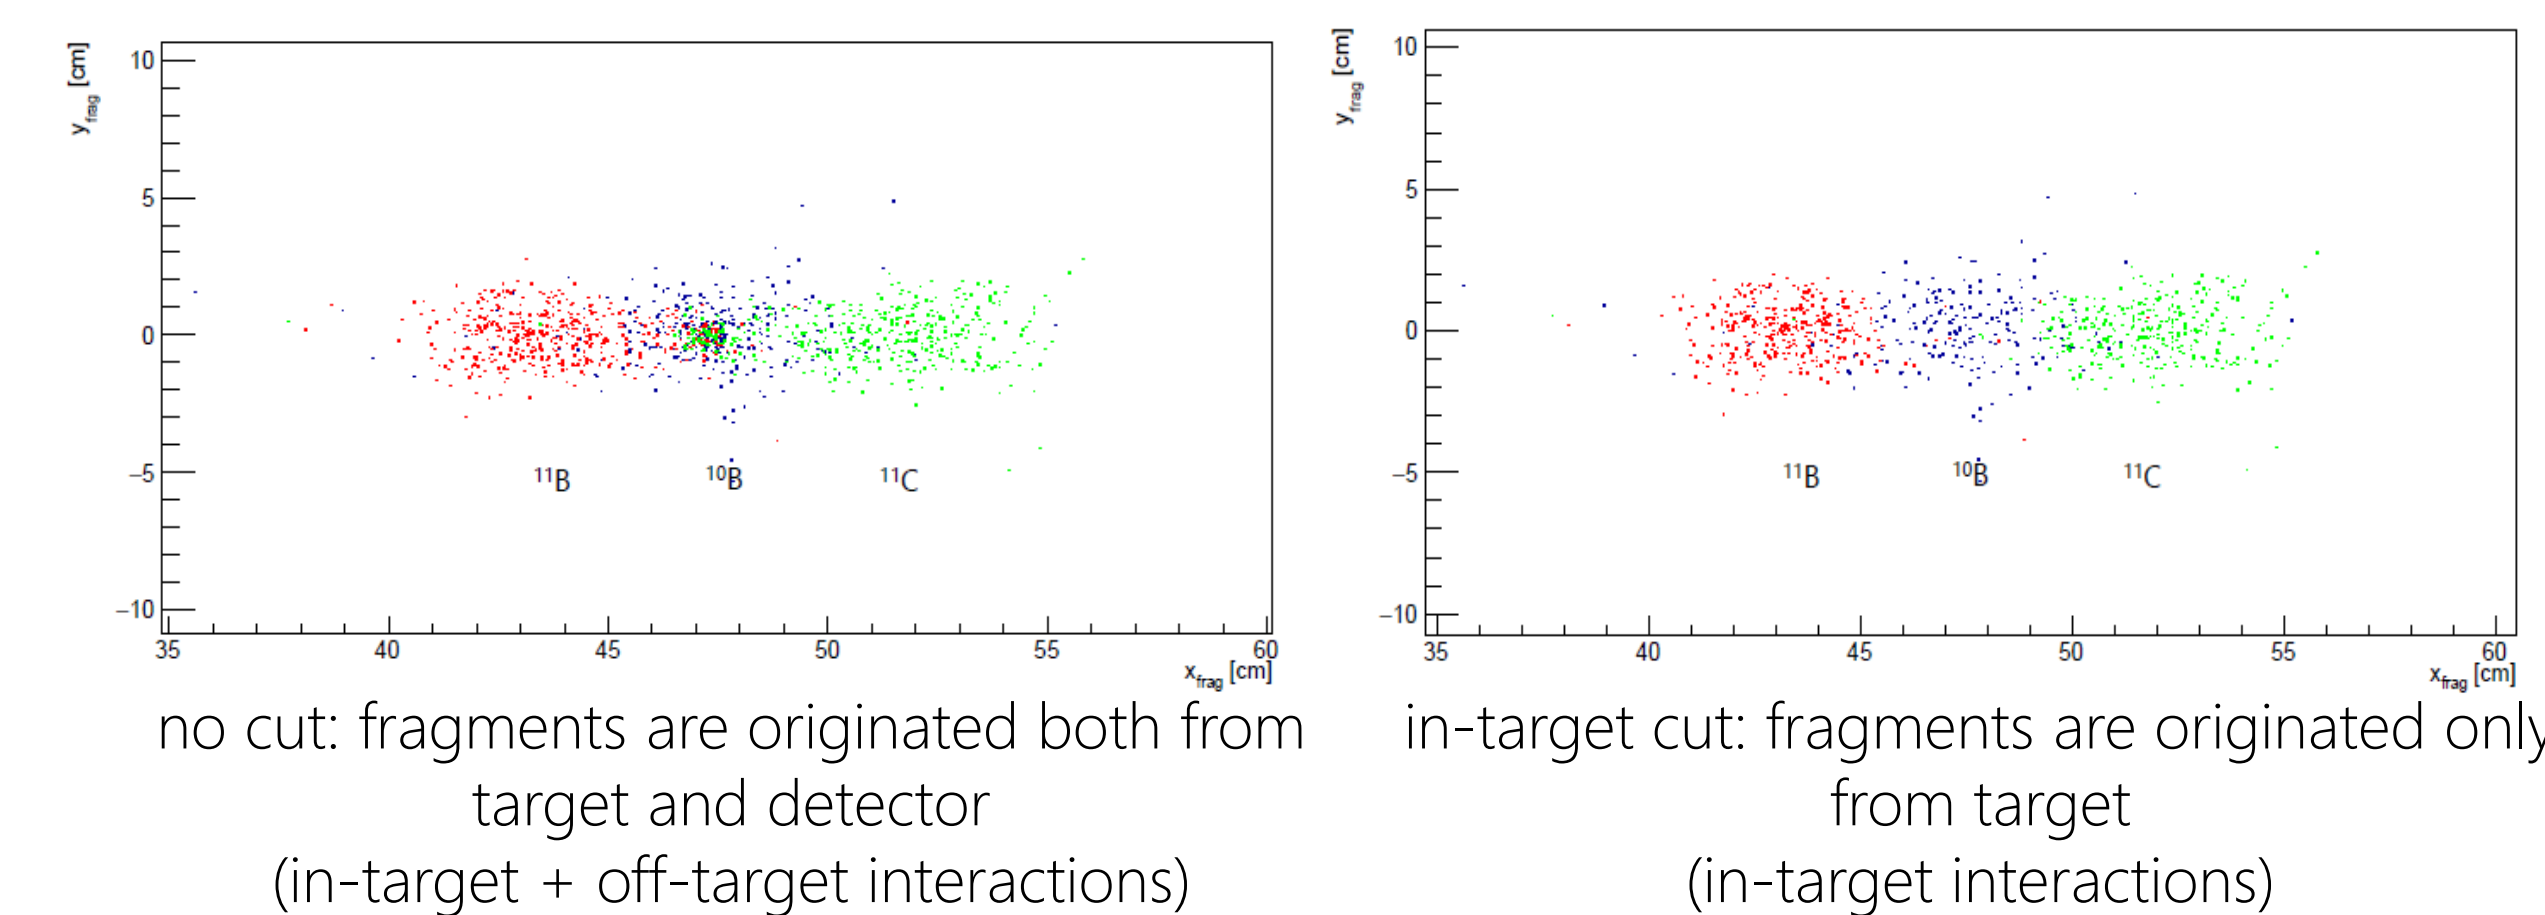 y_frag [cm]
10
5
0
−5
−10
¹¹B ¹⁰B ¹¹C
35 40 45 50 55 60
x_frag [cm]
no cut: fragments are originated both from
target and detector
(in-target + off-target interactions)
y_frag [cm]
10
5
0
−5
−10
¹¹B ¹⁰B ¹¹C
35 40 45 50 55 60
x_frag [cm]
in-target cut: fragments are originated only
from target
(in-target interactions)